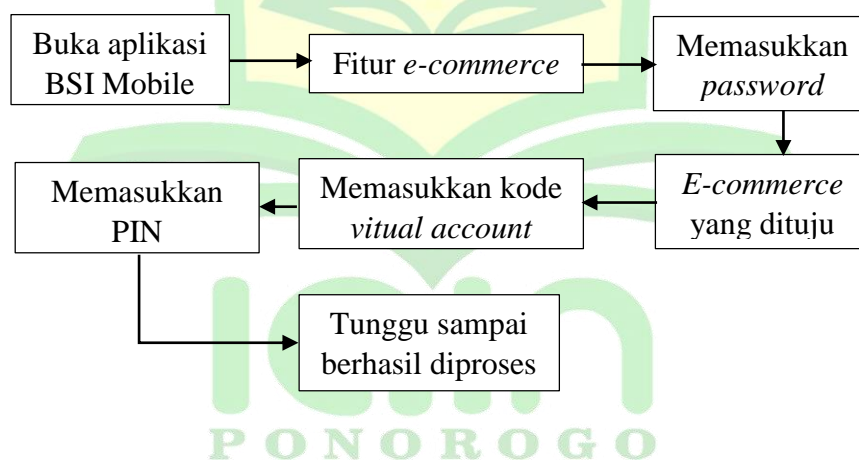 Buka aplikasi
BSI Mobile
Fitur e-commerce
Memasukkan
password
E-commerce
yang dituju
Memasukkan kode
vitual account
Memasukkan
PIN
Tunggu sampai
berhasil diproses
iain
PONOROGO